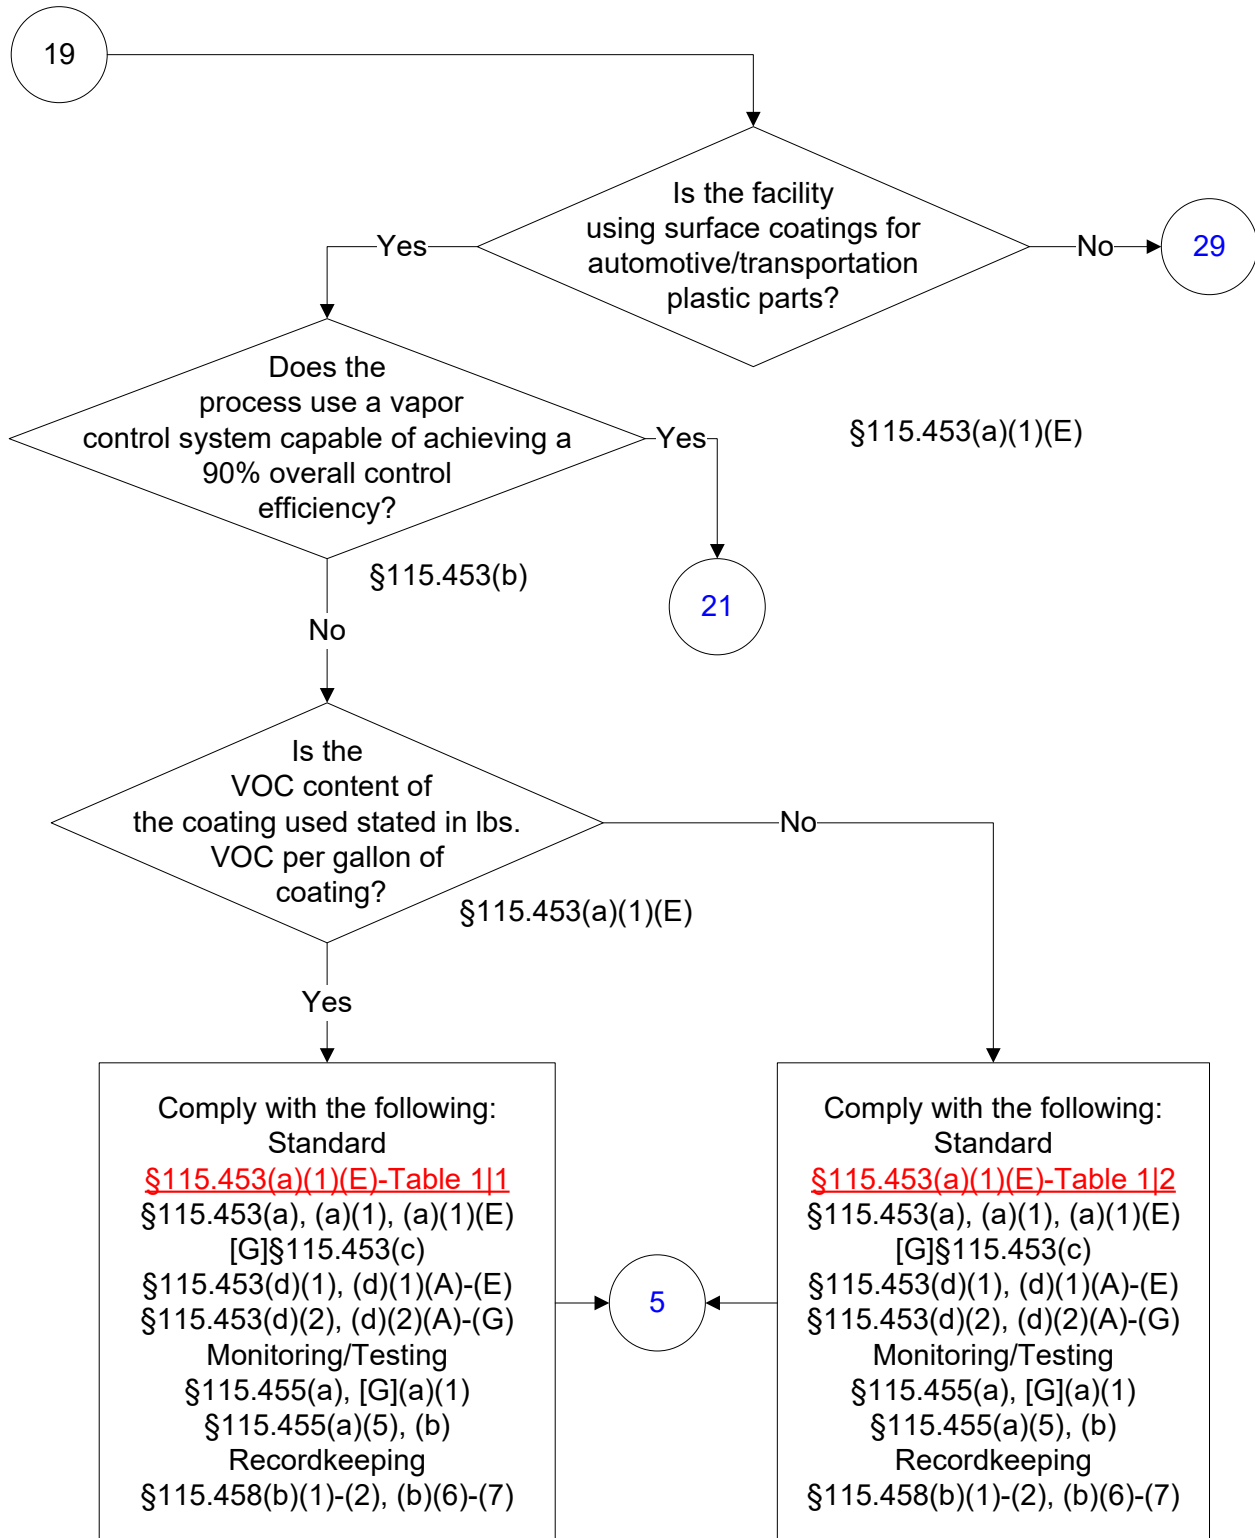 19
Is the facility
using surface coatings for
automotive/transportation
plastic parts?
Yes
No
29
Does the
process use a vapor
control system capable of achieving a
90% overall control
efficiency?
Yes
§115.453(a)(1)(E)
§115.453(b)
21
No
Is the
VOC content of
the coating used stated in lbs.
VOC per gallon of
coating?
No
§115.453(a)(1)(E)
Yes
Comply with the following:
Standard
§115.453(a)(1)(E)-Table 1|1
§115.453(a), (a)(1), (a)(1)(E)
[G]§115.453(c)
§115.453(d)(1), (d)(1)(A)-(E)
§115.453(d)(2), (d)(2)(A)-(G)
Monitoring/Testing
§115.455(a), [G](a)(1)
§115.455(a)(5), (b)
Recordkeeping
§115.458(b)(1)-(2), (b)(6)-(7)
5
Comply with the following:
Standard
§115.453(a)(1)(E)-Table 1|2
§115.453(a), (a)(1), (a)(1)(E)
[G]§115.453(c)
§115.453(d)(1), (d)(1)(A)-(E)
§115.453(d)(2), (d)(2)(A)-(G)
Monitoring/Testing
§115.455(a), [G](a)(1)
§115.455(a)(5), (b)
Recordkeeping
§115.458(b)(1)-(2), (b)(6)-(7)